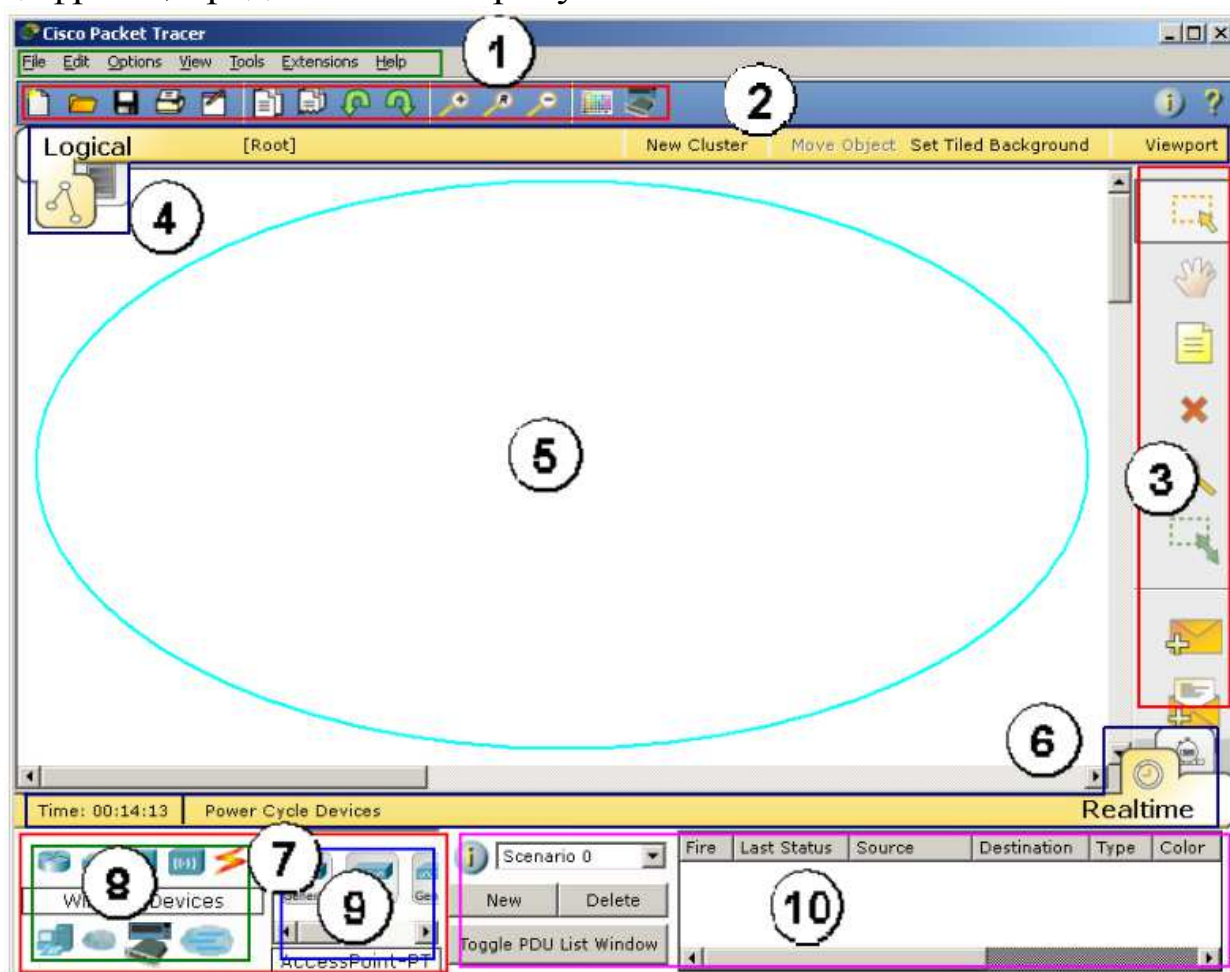 Cisco Packet Tracer
File Edit Options View Tools Extensions Help
1
2
Logical [Root] New Cluster Move Object Set Tiled Background Viewport
4
5
3
6
Time: 00:14:13 Power Cycle Devices Realtime
7
8
9
10
Scenario 0
Fire Last Status Source Destination Type Color
New Delete
Toggle PDU List Window
Devices
AccessPoint-PT